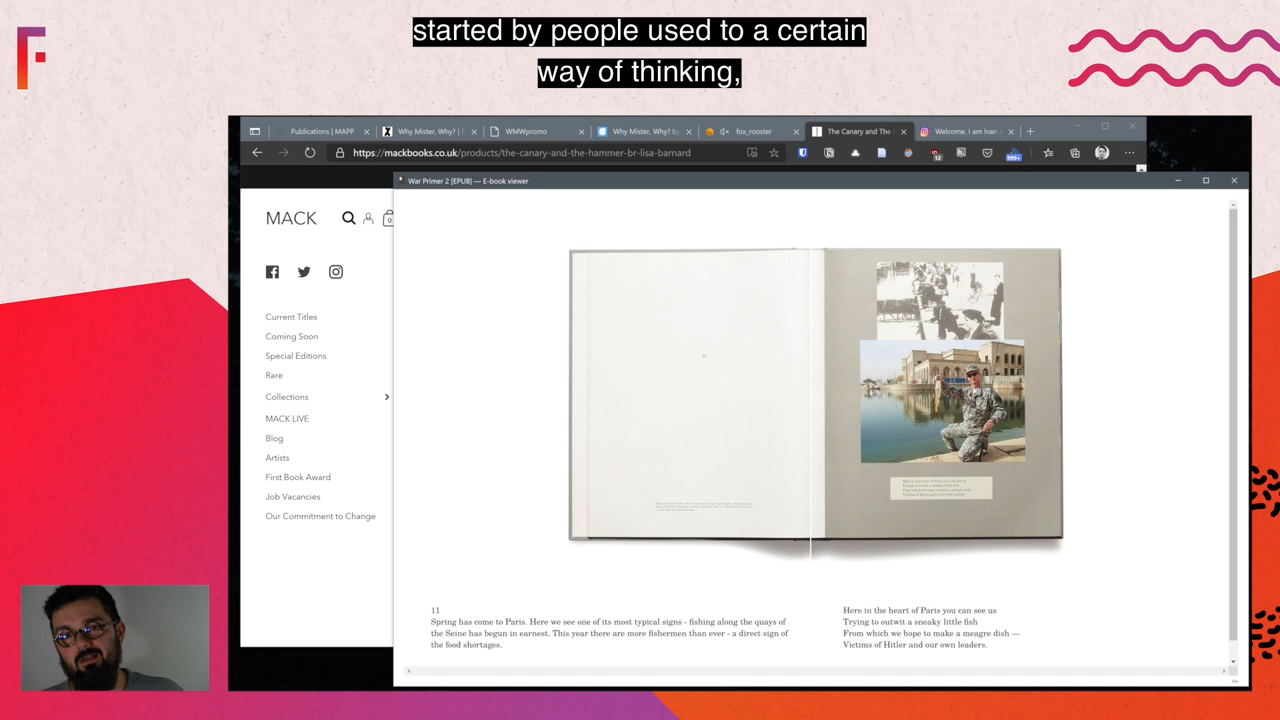 started by people used to a certain
way of thinking,
Publications | MAPP
Why Mister, Why? | P
WMWpromo
Why Mister, Why? by
fox_rooster
The Canary and The
Welcome. I am Ivan
https://mackbooks.co.uk/products/the-canary-and-the-hammer-br-lisa-barnard
12
999+
War Primer 2 [EPUB] — E-book viewer
MACK
0
Current Titles
Coming Soon
Special Editions
Rare
Collections
MACK LIVE
Blog
Artists
First Book Award
Job Vacancies
Our Commitment to Change
11
Spring has come to Paris. Here we see one of its most typical signs - fishing along the quays of
the Seine has begun in earnest. This year there are more fishermen than ever - a direct sign of
the food shortages.
Here in the heart of Paris you can see us
Trying to outwit a sneaky little fish
From which we hope to make a meagre dish —
Victims of Hitler and our own leaders.